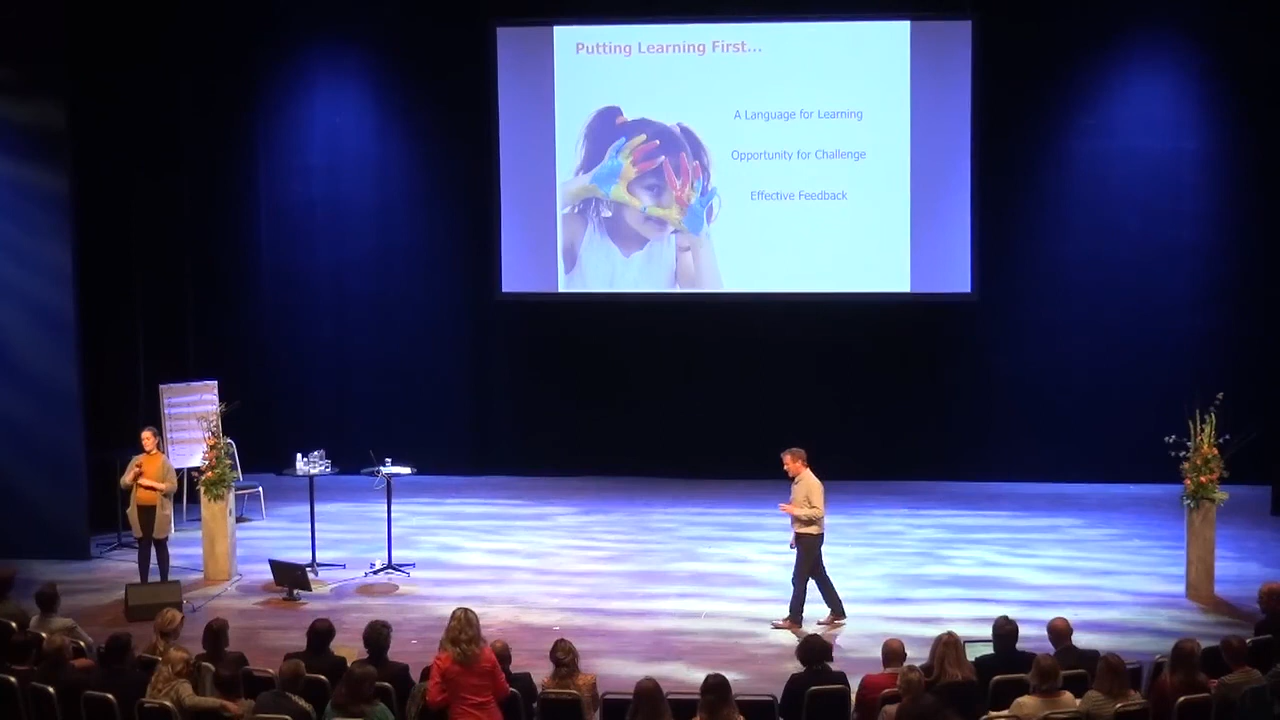 Putting Learning First...
A Language for Learning
Opportunity for Challenge
Effective Feedback